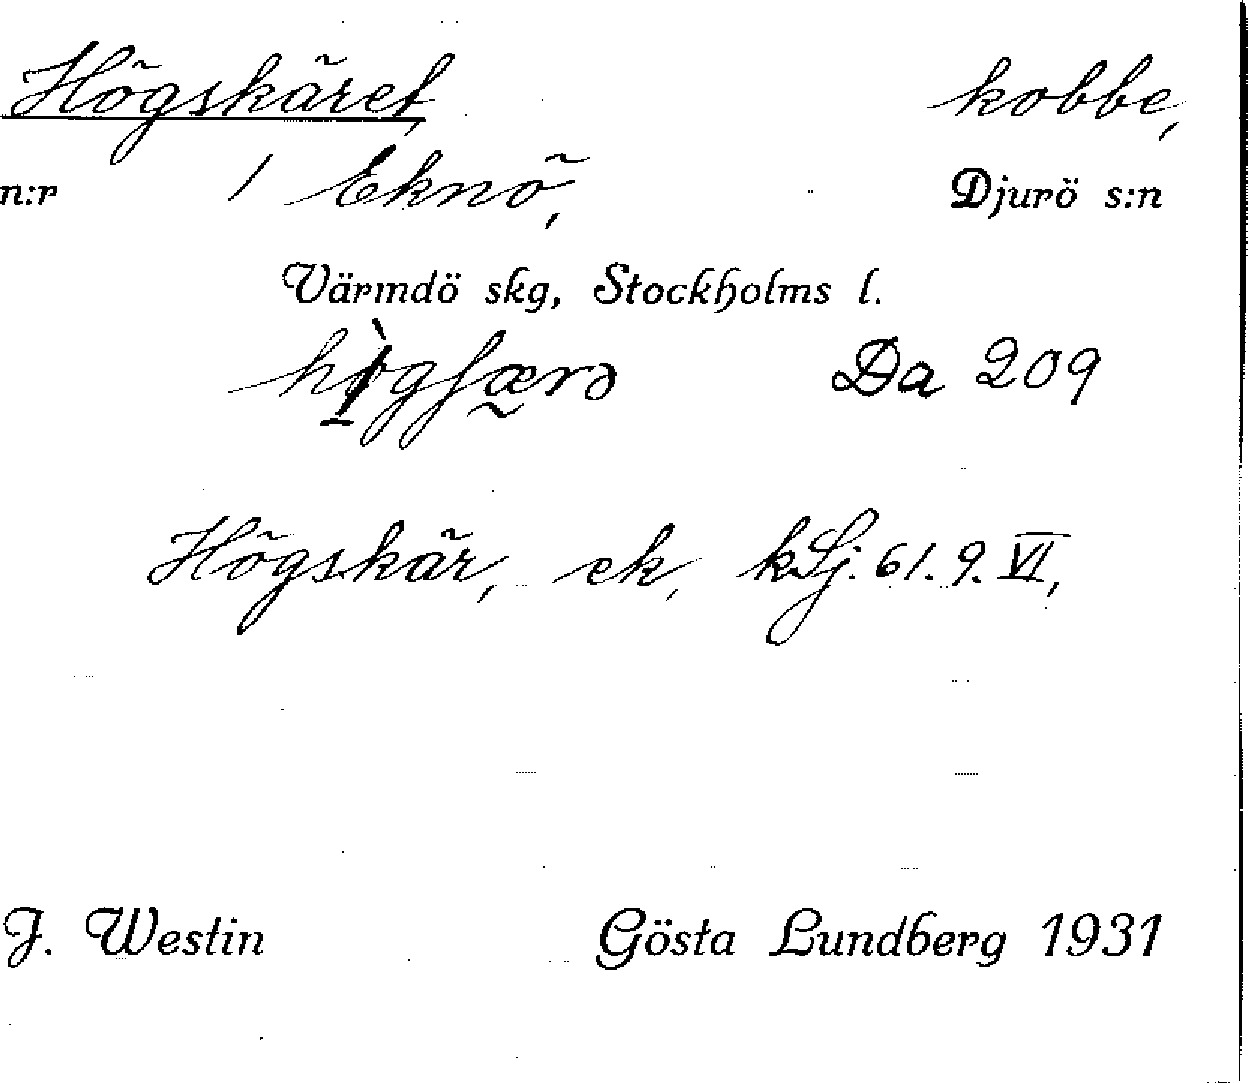 Högskäret, kobbe,
n:r 1 Eknö, Djurö s:n
Värmdö skg, Stockholms l.
Da 209
Högskär, ek, kSj. 61. 9. VI,
J. Westin Gösta Lundberg 1931